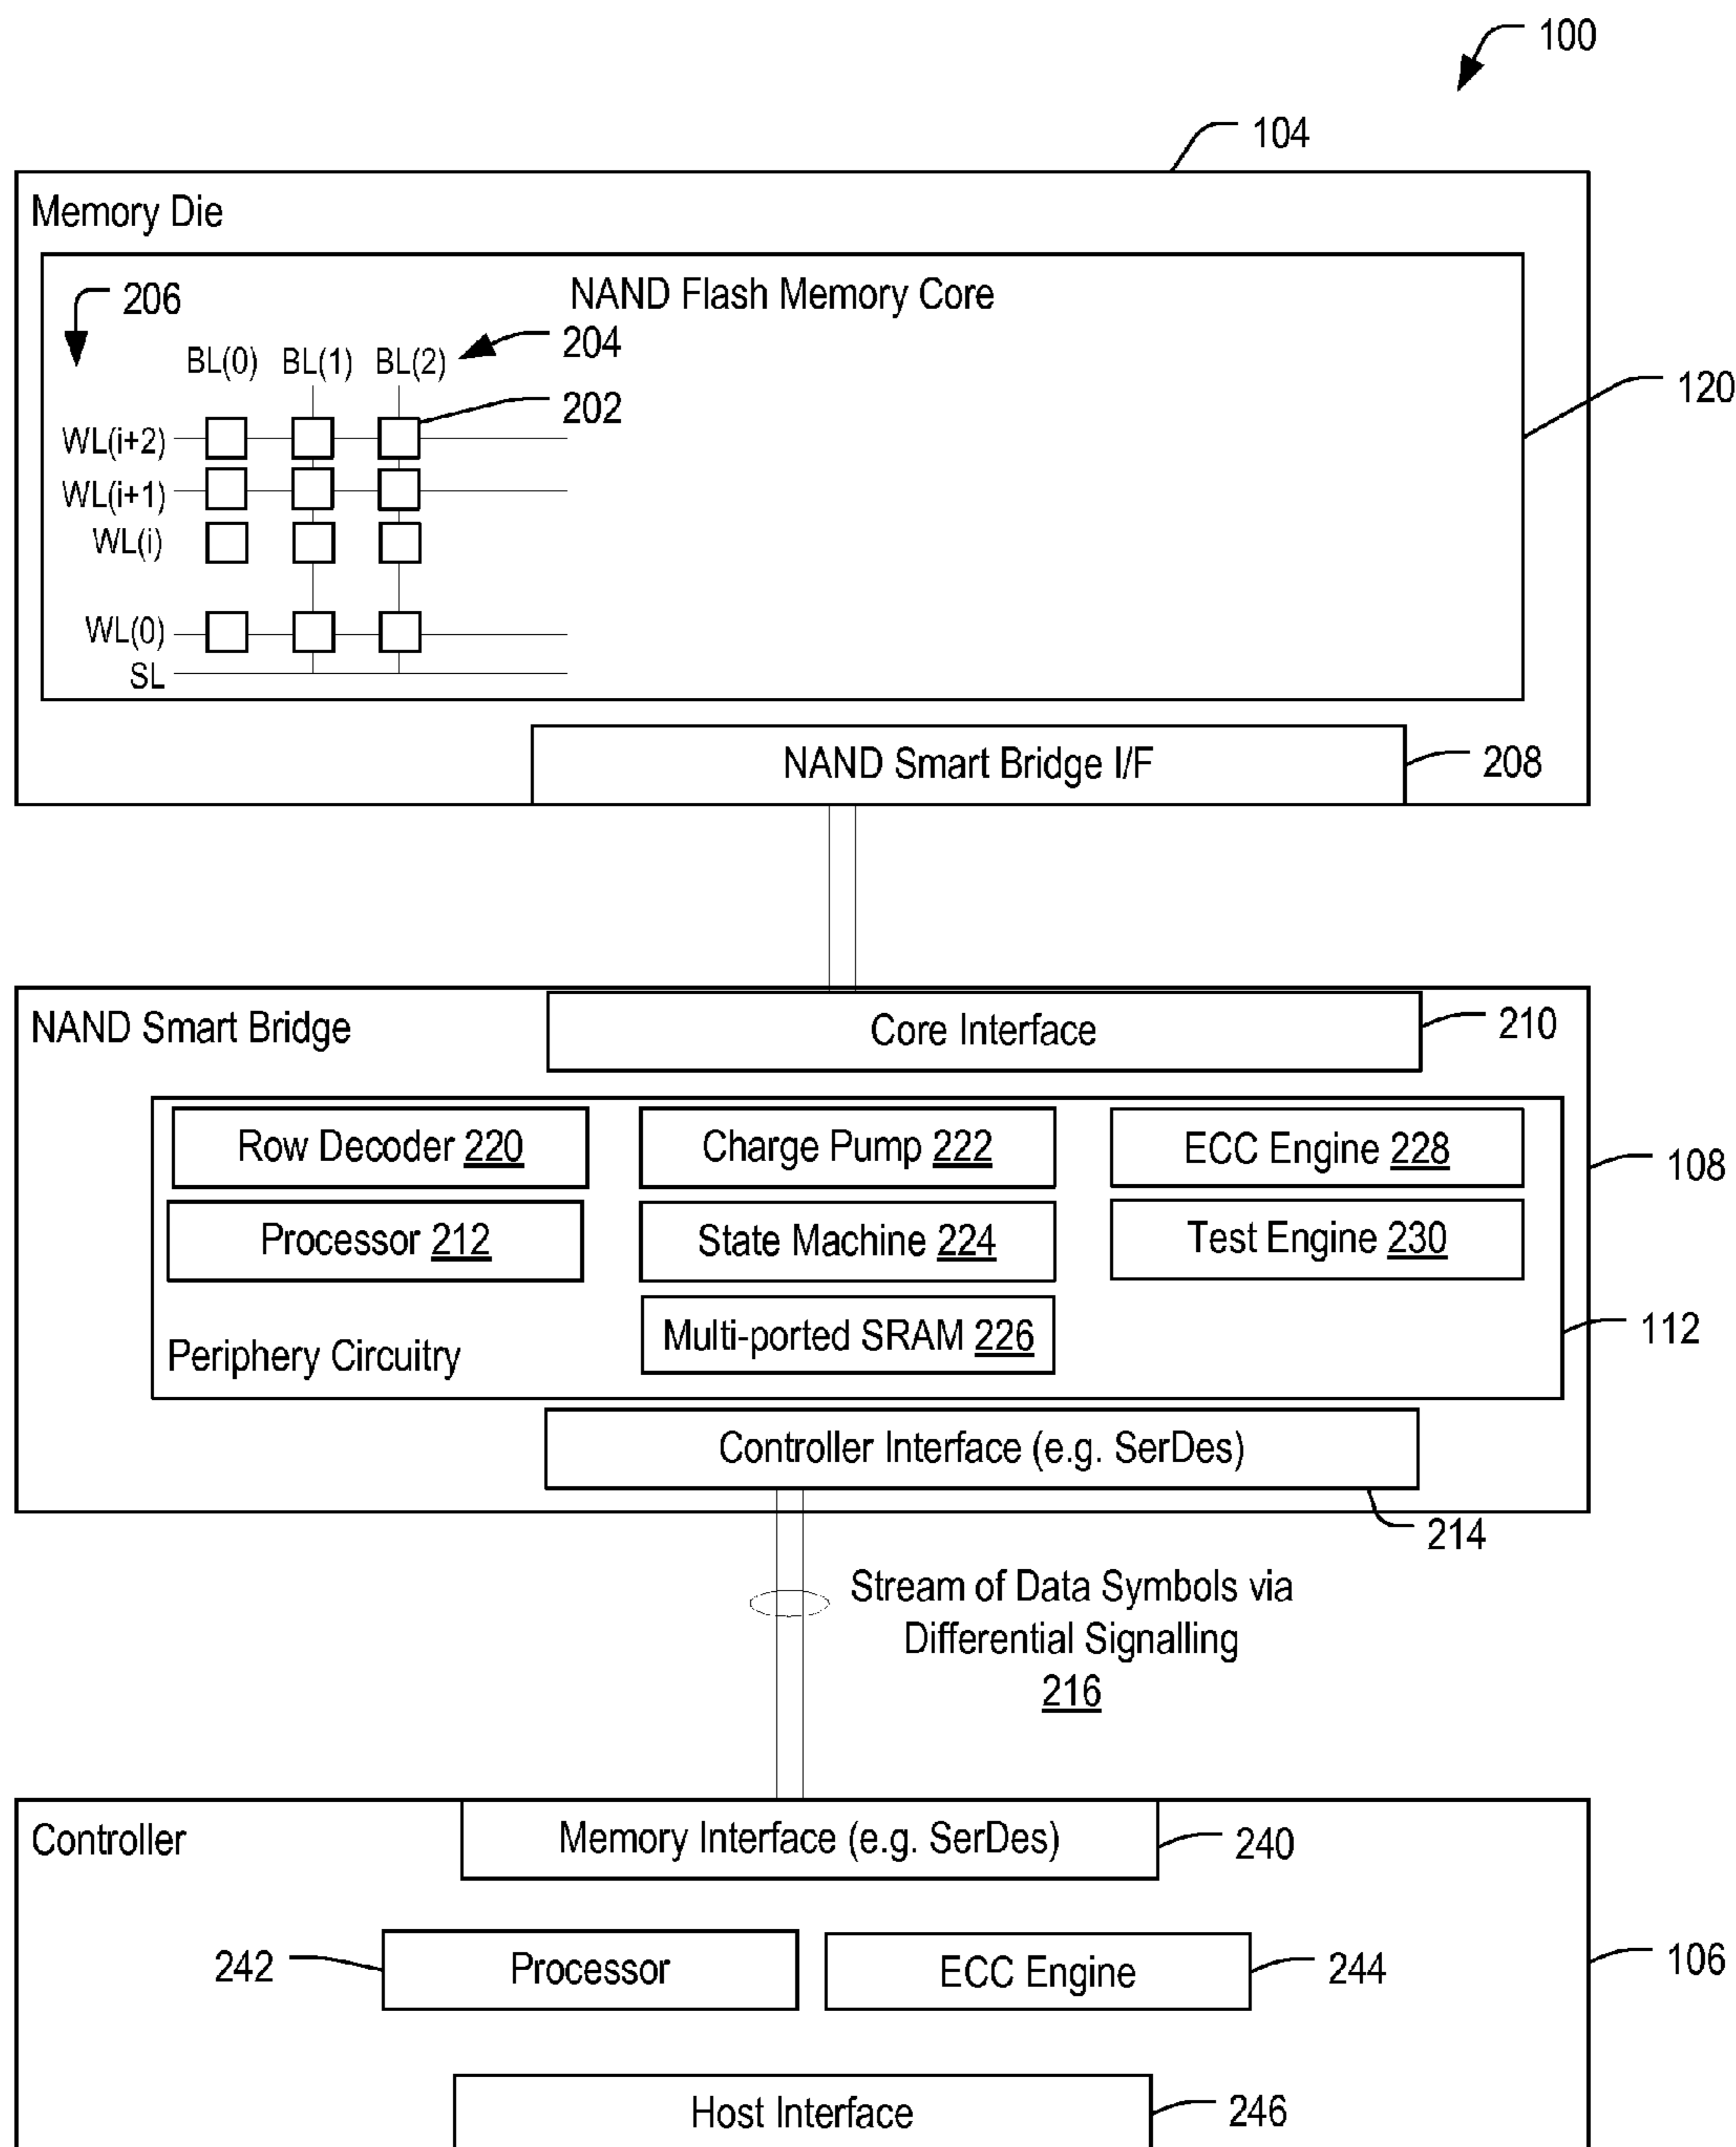 100
104
Memory Die
206
NAND Flash Memory Core
BL(0) BL(1) BL(2)
204
202
120
WL(i+2)
WL(i+1)
WL(i)
WL(0)
SL
NAND Smart Bridge I/F
208
NAND Smart Bridge
Core Interface
210
Row Decoder 220
Charge Pump 222
ECC Engine 228
108
Processor 212
State Machine 224
Test Engine 230
Multi-ported SRAM 226
112
Periphery Circuitry
Controller Interface (e.g. SerDes)
214
Stream of Data Symbols via
Differential Signalling
216
Controller
Memory Interface (e.g. SerDes)
240
242
Processor
ECC Engine
244
106
Host Interface
246